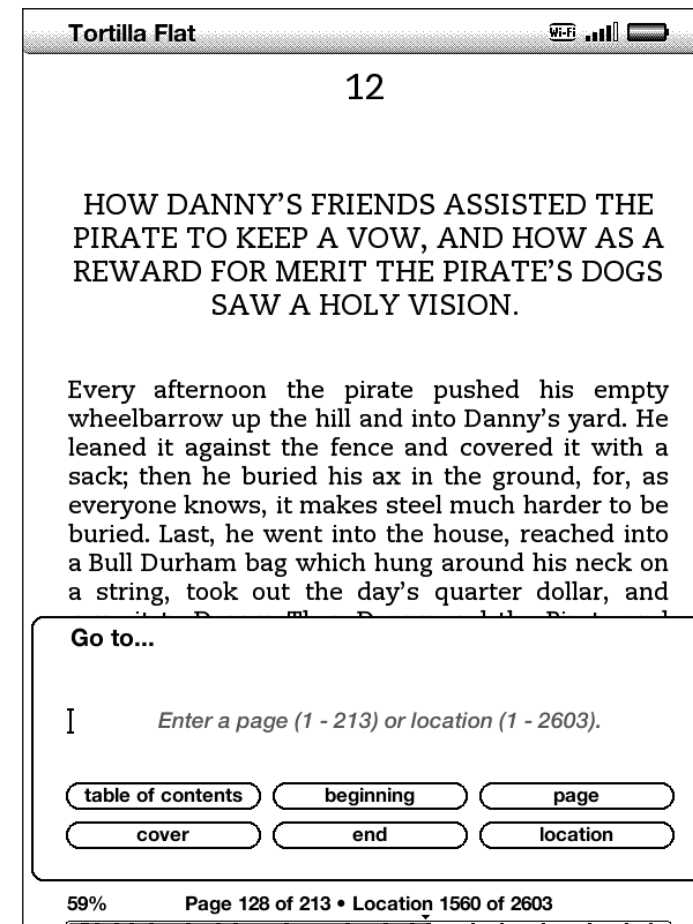 Tortilla Flat
Wi-Fi
12
HOW DANNY’S FRIENDS ASSISTED THE
PIRATE TO KEEP A VOW, AND HOW AS A
REWARD FOR MERIT THE PIRATE’S DOGS
SAW A HOLY VISION.
Every afternoon the pirate pushed his empty
wheelbarrow up the hill and into Danny’s yard. He
leaned it against the fence and covered it with a
sack; then he buried his ax in the ground, for, as
everyone knows, it makes steel much harder to be
buried. Last, he went into the house, reached into
a Bull Durham bag which hung around his neck on
a string, took out the day’s quarter dollar, and
Go to...
Enter a page (1 - 213) or location (1 - 2603).
table of contents beginning page
cover end location
59% Page 128 of 213 • Location 1560 of 2603